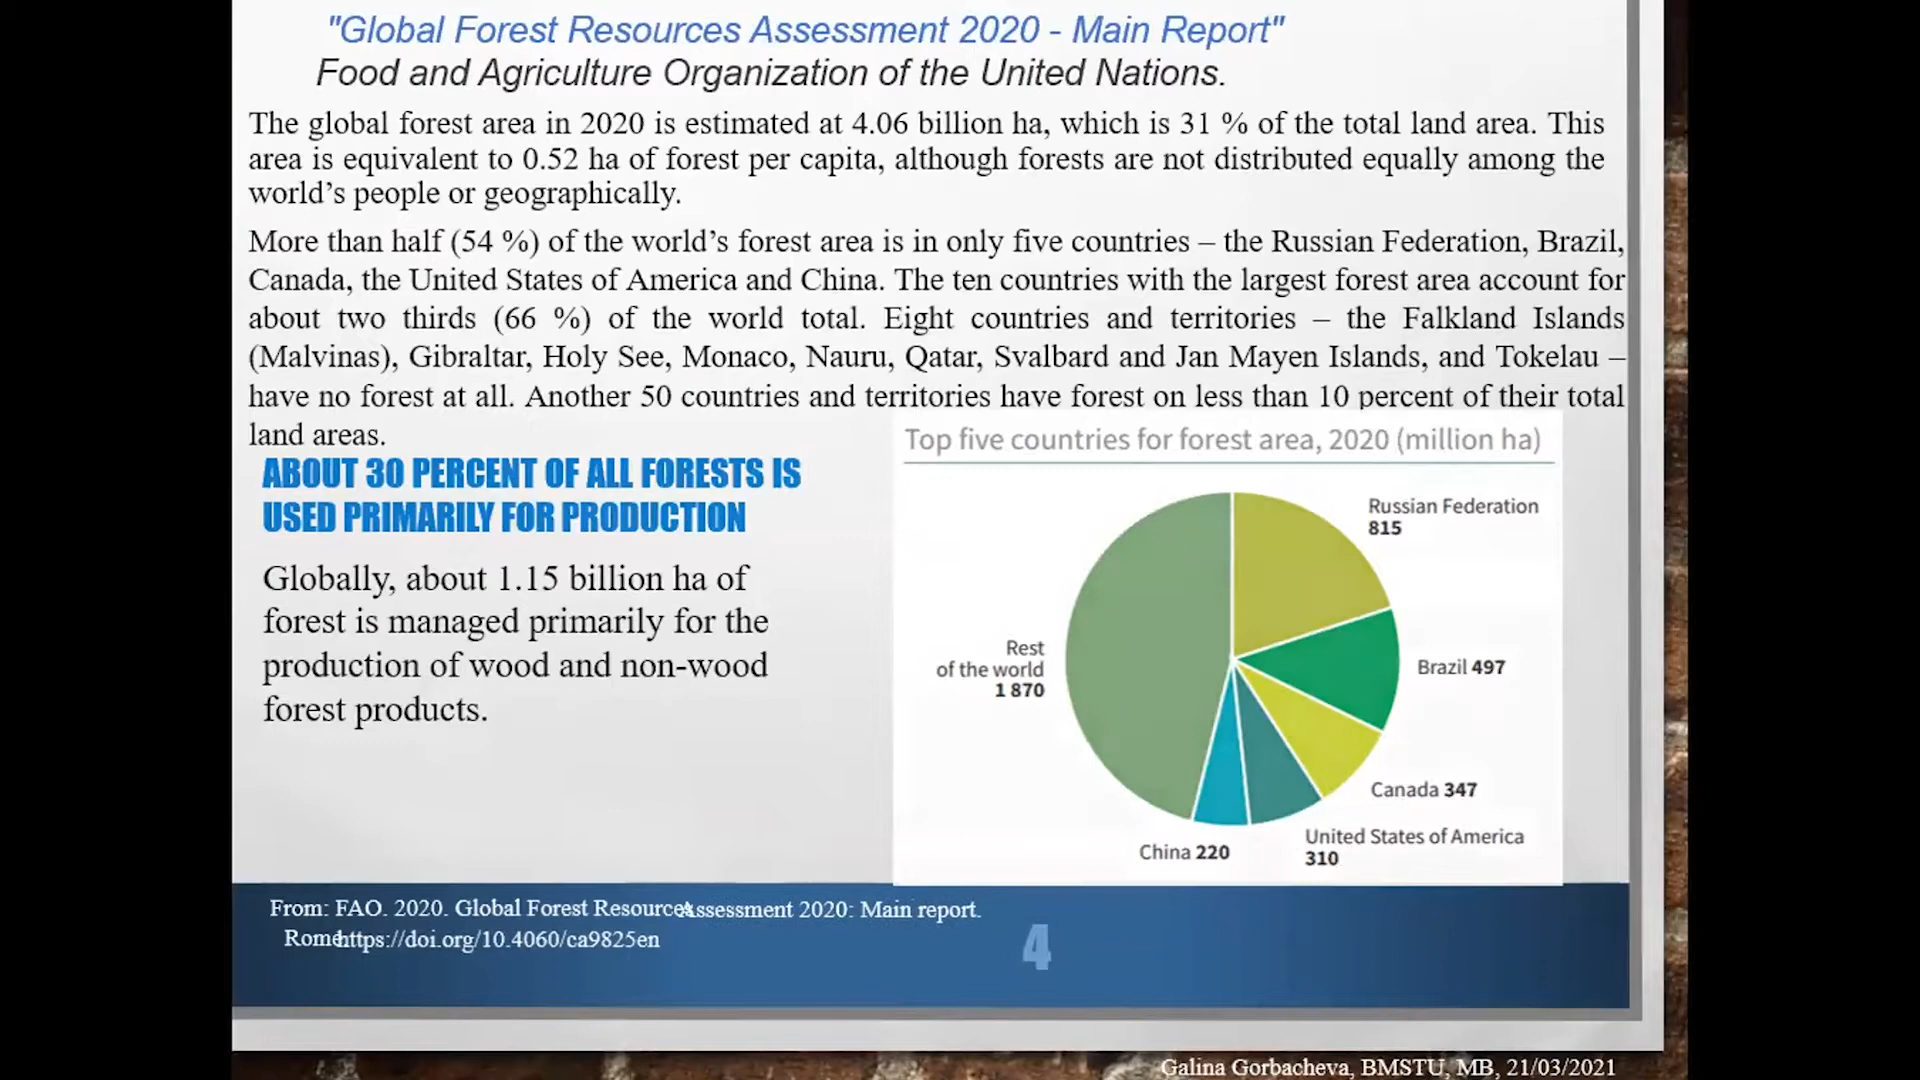 "Global Forest Resources Assessment 2020 - Main Report"
Food and Agriculture Organization of the United Nations.
The global forest area in 2020 is estimated at 4.06 billion ha, which is 31 % of the total land area. This
area is equivalent to 0.52 ha of forest per capita, although forests are not distributed equally among the
world’s people or geographically.
More than half (54 %) of the world’s forest area is in only five countries – the Russian Federation, Brazil,
Canada, the United States of America and China. The ten countries with the largest forest area account for
about two thirds (66 %) of the world total. Eight countries and territories – the Falkland Islands
(Malvinas), Gibraltar, Holy See, Monaco, Nauru, Qatar, Svalbard and Jan Mayen Islands, and Tokelau –
have no forest at all. Another 50 countries and territories have forest on less than 10 percent of their total
land areas.
ABOUT 30 PERCENT OF ALL FORESTS IS
USED PRIMARILY FOR PRODUCTION
Globally, about 1.15 billion ha of
forest is managed primarily for the
production of wood and non-wood
forest products.
Top five countries for forest area, 2020 (million ha)
Russian Federation
815
Brazil 497
Canada 347
United States of America
310
China 220
Rest
of the world
1 870
From: FAO. 2020. Global Forest Resources Assessment 2020: Main report.
Rome https://doi.org/10.4060/ca9825en
4
Galina Gorbacheva, BMSTU, MB, 21/03/2021